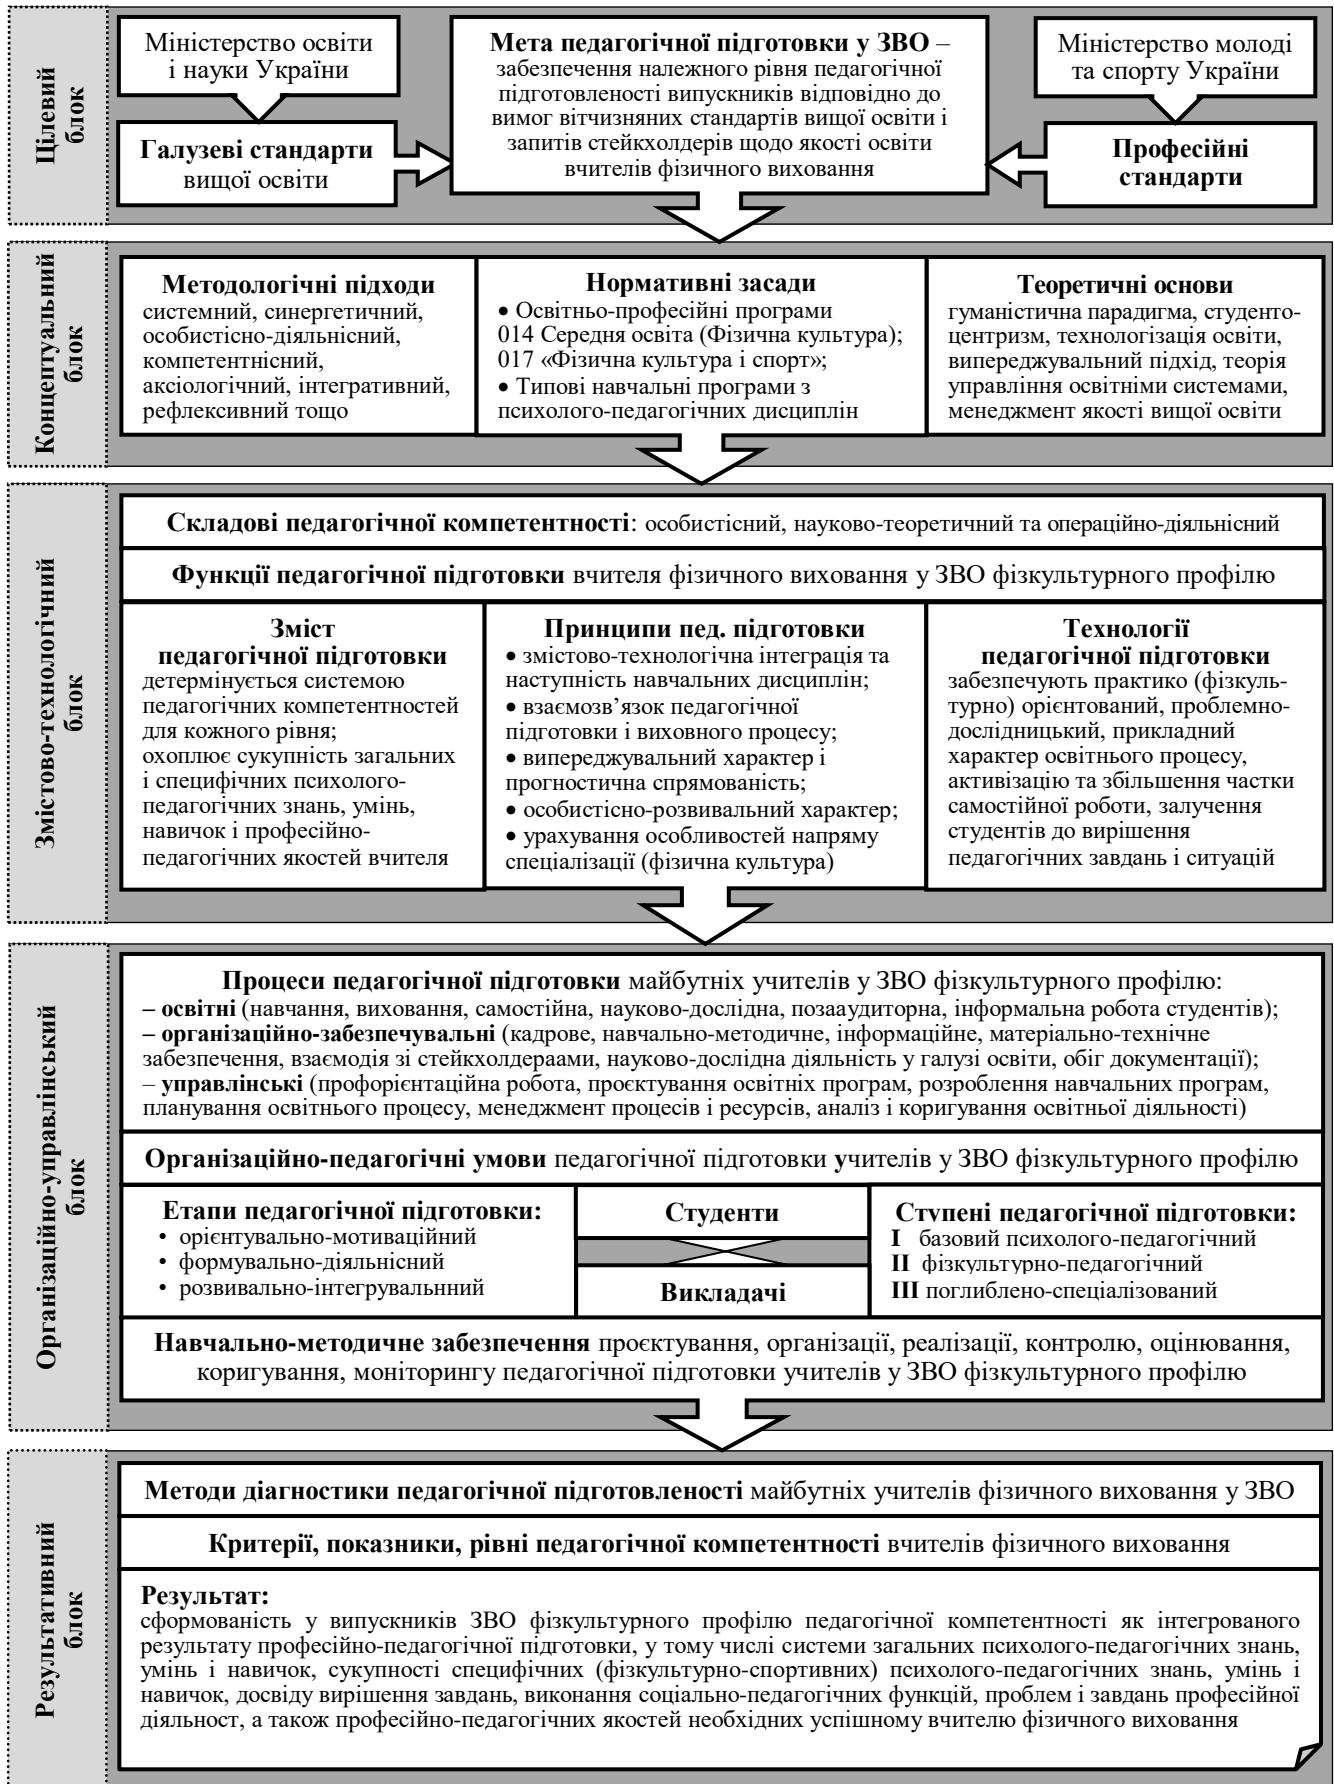 Цілевий
блок
Міністерство освіти
і науки України
Галузеві стандарти
вищої освіти
Мета педагогічної підготовки у ЗВО –
забезпечення належного рівня педагогічної
підготовленості випускників відповідно до
вимог вітчизняних стандартів вищої освіти і
запитів стейкхолдерів щодо якості освіти
вчителів фізичного виховання
Міністерство молоді
та спорту України
Професійні
стандарти
Концептуальний
блок
Методологічні підходи
системний, синергетичний,
особистісно-діяльнісний,
компетентнісний,
аксіологічний, інтегративний,
рефлексивний тощо
Нормативні засади
• Освітньо-професійні програми
014 Середня освіта (Фізична культура);
017 «Фізична культура і спорт»;
• Типові навчальні програми з
психолого-педагогічних дисциплін
Теоретичні основи
гуманістична парадигма, студенто-
центризм, технологізація освіти,
випереджувальний підхід, теорія
управління освітніми системами,
менеджмент якості вищої освіти
Змістово-технологічний
блок
Складові педагогічної компетентності: особистісний, науково-теоретичний та операційно-діяльнісний
Функції педагогічної підготовки вчителя фізичного виховання у ЗВО фізкультурного профілю
Зміст
педагогічної підготовки
детермінується системою
педагогічних компетентностей
для кожного рівня;
охоплює сукупність загальних
і специфічних психолого-
педагогічних знань, умінь,
навичок і професійно-
педагогічних якостей вчителя
Принципи пед. підготовки
• змістово-технологічна інтеграція та
наступність навчальних дисциплін;
• взаємозв’язок педагогічної
підготовки і виховного процесу;
• випереджувальний характер і
прогностична спрямованість;
• особистісно-розвивальний характер;
• урахування особливостей напряму
спеціалізації (фізична культура)
Технології
педагогічної підготовки
забезпечують практико (фізкуль-
турно) орієнтований, проблемно-
дослідницький, прикладний
характер освітнього процесу,
активізацію та збільшення частки
самостійної роботи, залучення
студентів до вирішення
педагогічних завдань і ситуацій
Організаційно-управлінський
блок
Процеси педагогічної підготовки майбутніх учителів у ЗВО фізкультурного профілю:
– освітні (навчання, виховання, самостійна, науково-дослідна, позааудиторна, інформальна робота студентів);
– організаційно-забезпечувальні (кадрове, навчально-методичне, інформаційне, матеріально-технічне
забезпечення, взаємодія зі стейкхолдераами, науково-дослідна діяльність у галузі освіти, обіг документації);
– управлінські (профорієнтаційна робота, проєктування освітніх програм, розроблення навчальних програм,
планування освітнього процесу, менеджмент процесів і ресурсів, аналіз і коригування освітньої діяльності)
Організаційно-педагогічні умови педагогічної підготовки учителів у ЗВО фізкультурного профілю
Етапи педагогічної підготовки:
• орієнтувально-мотиваційний
• формувально-діяльнісний
• розвивально-інтегрувальнний
Студенти
Викладачі
Ступені педагогічної підготовки:
I базовий психолого-педагогічний
II фізкультурно-педагогічний
III поглиблено-спеціалізований
Навчально-методичне забезпечення проєктування, організації, реалізації, контролю, оцінювання,
коригування, моніторингу педагогічної підготовки учителів у ЗВО фізкультурного профілю
Результативний
блок
Методи діагностики педагогічної підготовленості майбутніх учителів фізичного виховання у ЗВО
Критерії, показники, рівні педагогічної компетентності вчителів фізичного виховання
Результат:
сформованість у випускників ЗВО фізкультурного профілю педагогічної компетентності як інтегрованого
результату професійно-педагогічної підготовки, у тому числі системи загальних психолого-педагогічних знань,
умінь і навичок, сукупності специфічних (фізкультурно-спортивних) психолого-педагогічних знань, умінь і
навичок, досвіду вирішення завдань, виконання соціально-педагогічних функцій, проблем і завдань професійної
діяльност, а також професійно-педагогічних якостей необхідних успішному вчителю фізичного виховання